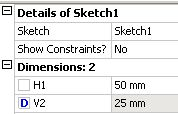 Details of Sketch1
Sketch Sketch1
Show Constraints? No
Dimensions: 2
H1 50 mm
D V2 25 mm